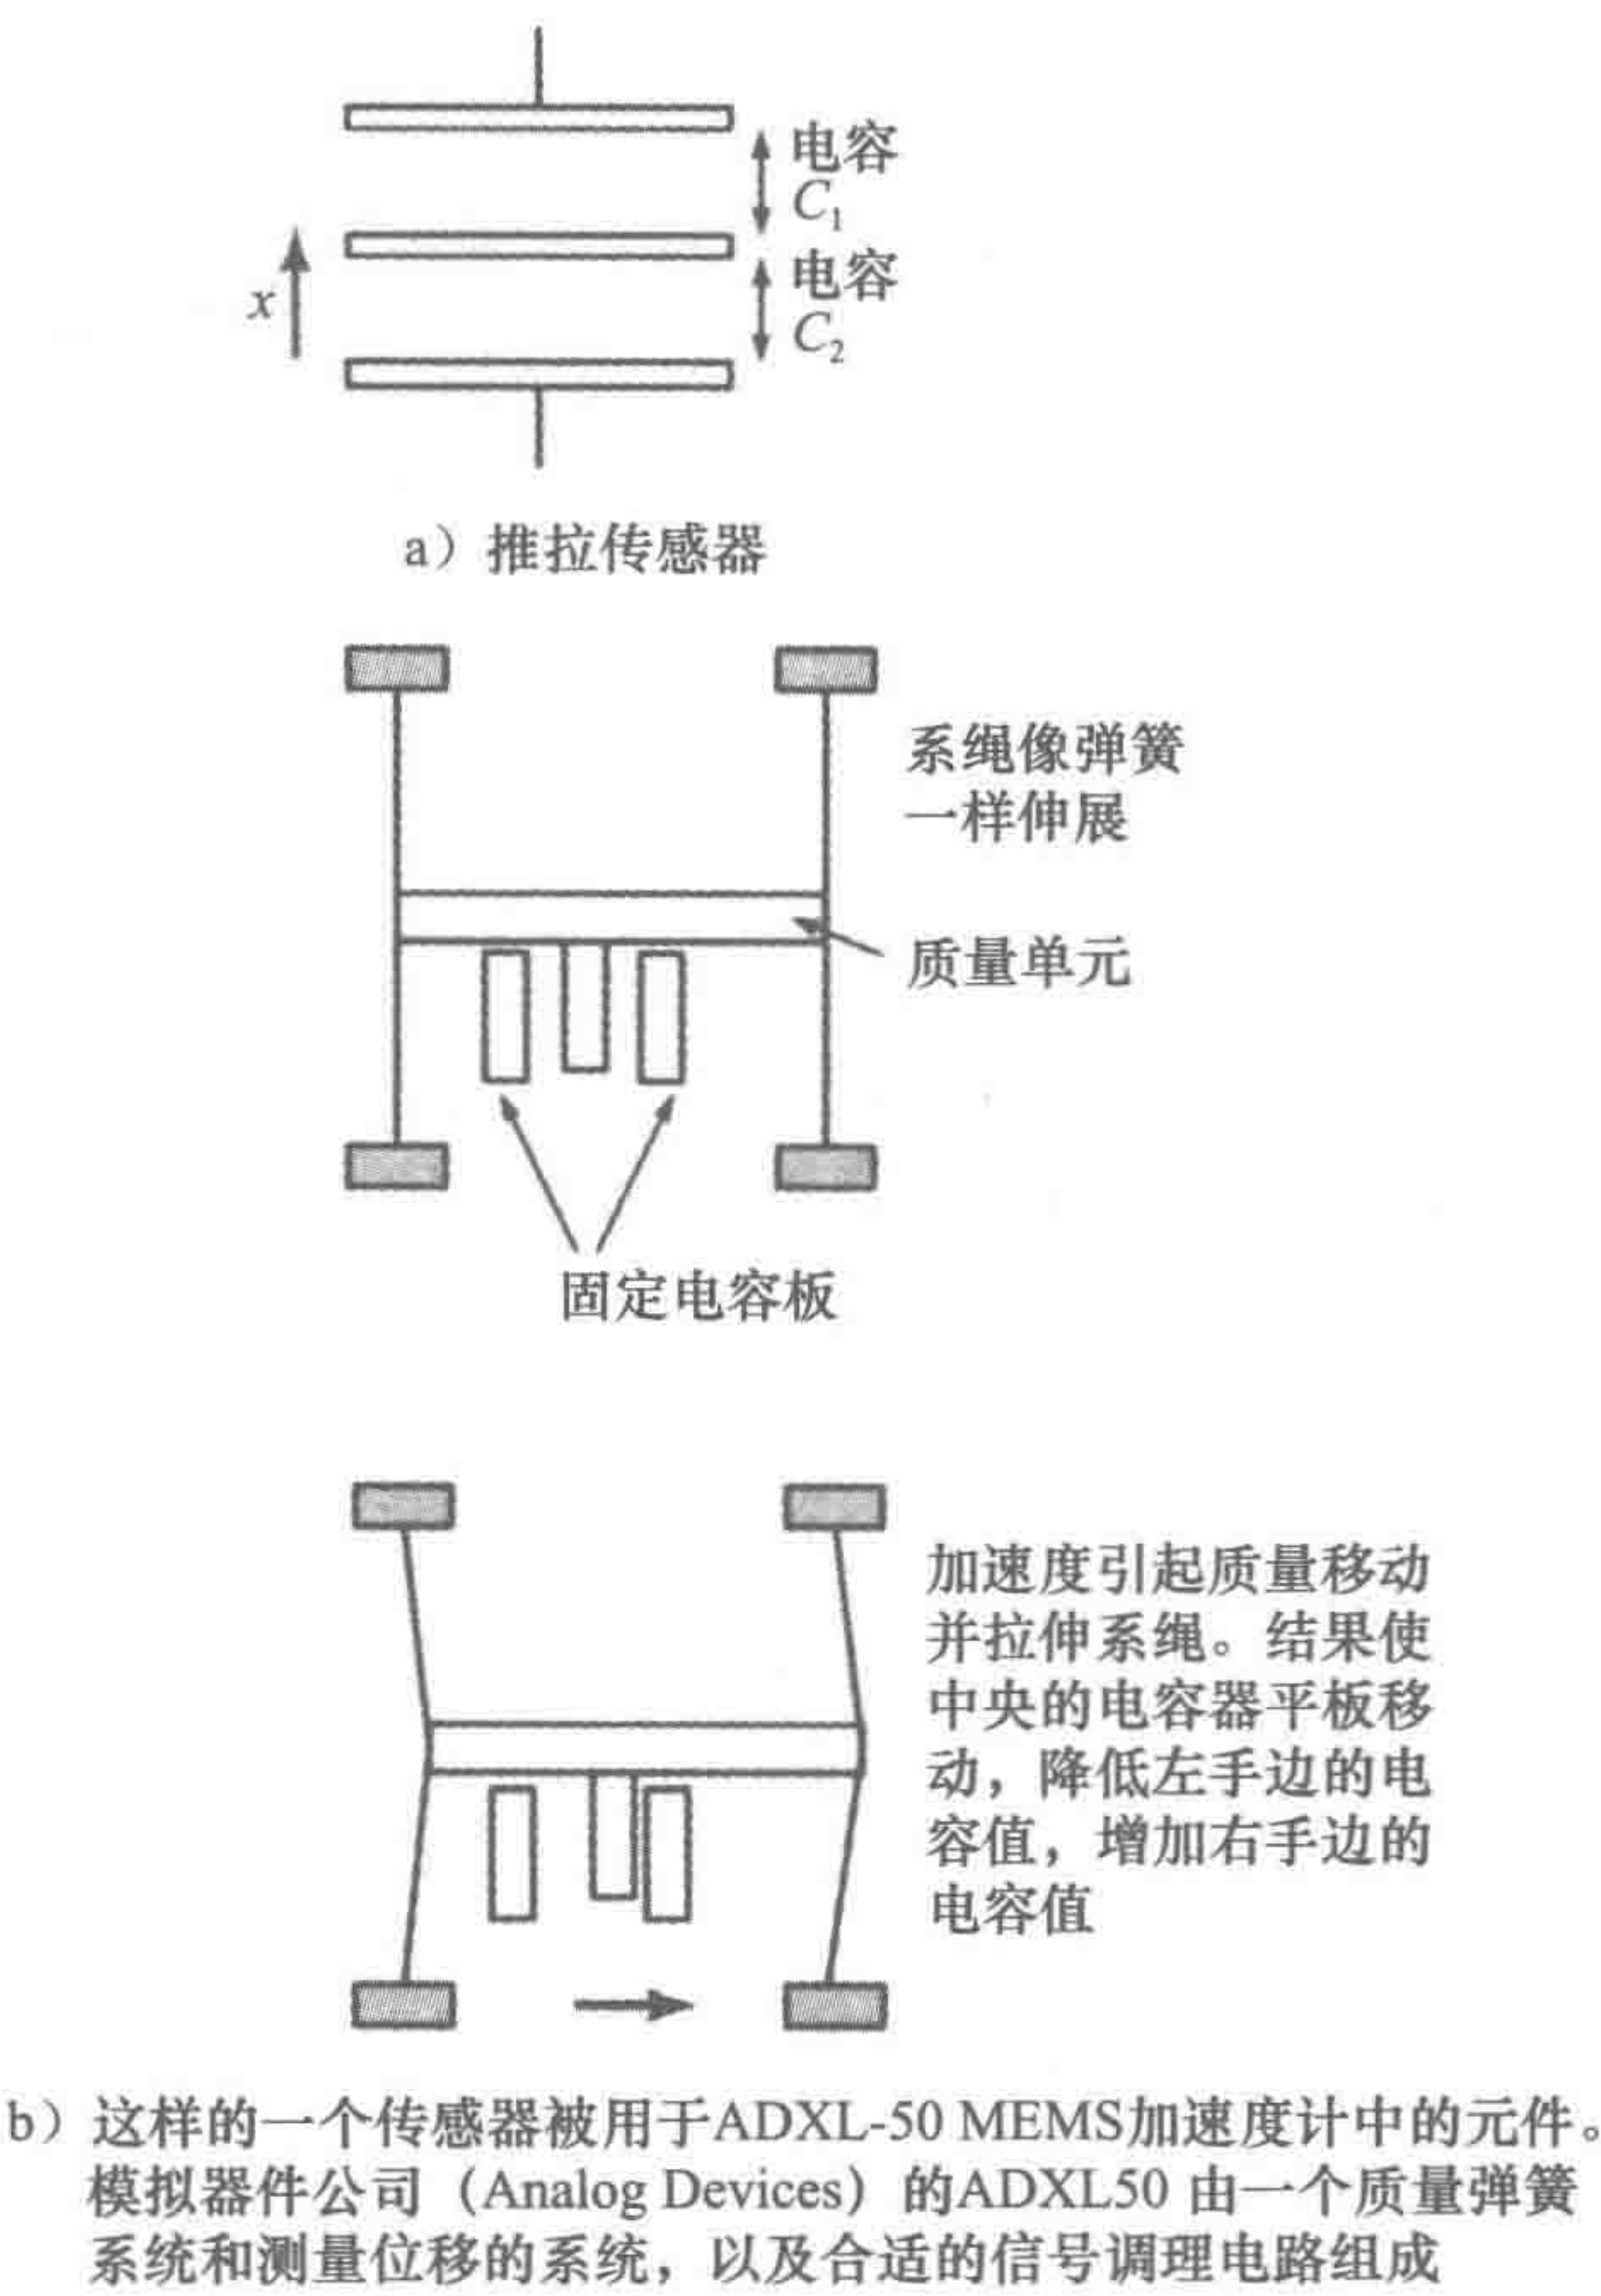 电容
C₁
电容
C₂
x
a）推拉传感器
系绳像弹簧
一样伸展
质量单元
固定电容板
加速度引起质量移动
并拉伸系绳。结果使
中央的电容器平板移
动，降低左手边的电
容值，增加右手边的
电容值
b）这样的一个传感器被用于ADXL-50 MEMS加速度计中的元件。
模拟器件公司（Analog Devices）的ADXL50 由一个质量弹簧
系统和测量位移的系统，以及合适的信号调理电路组成